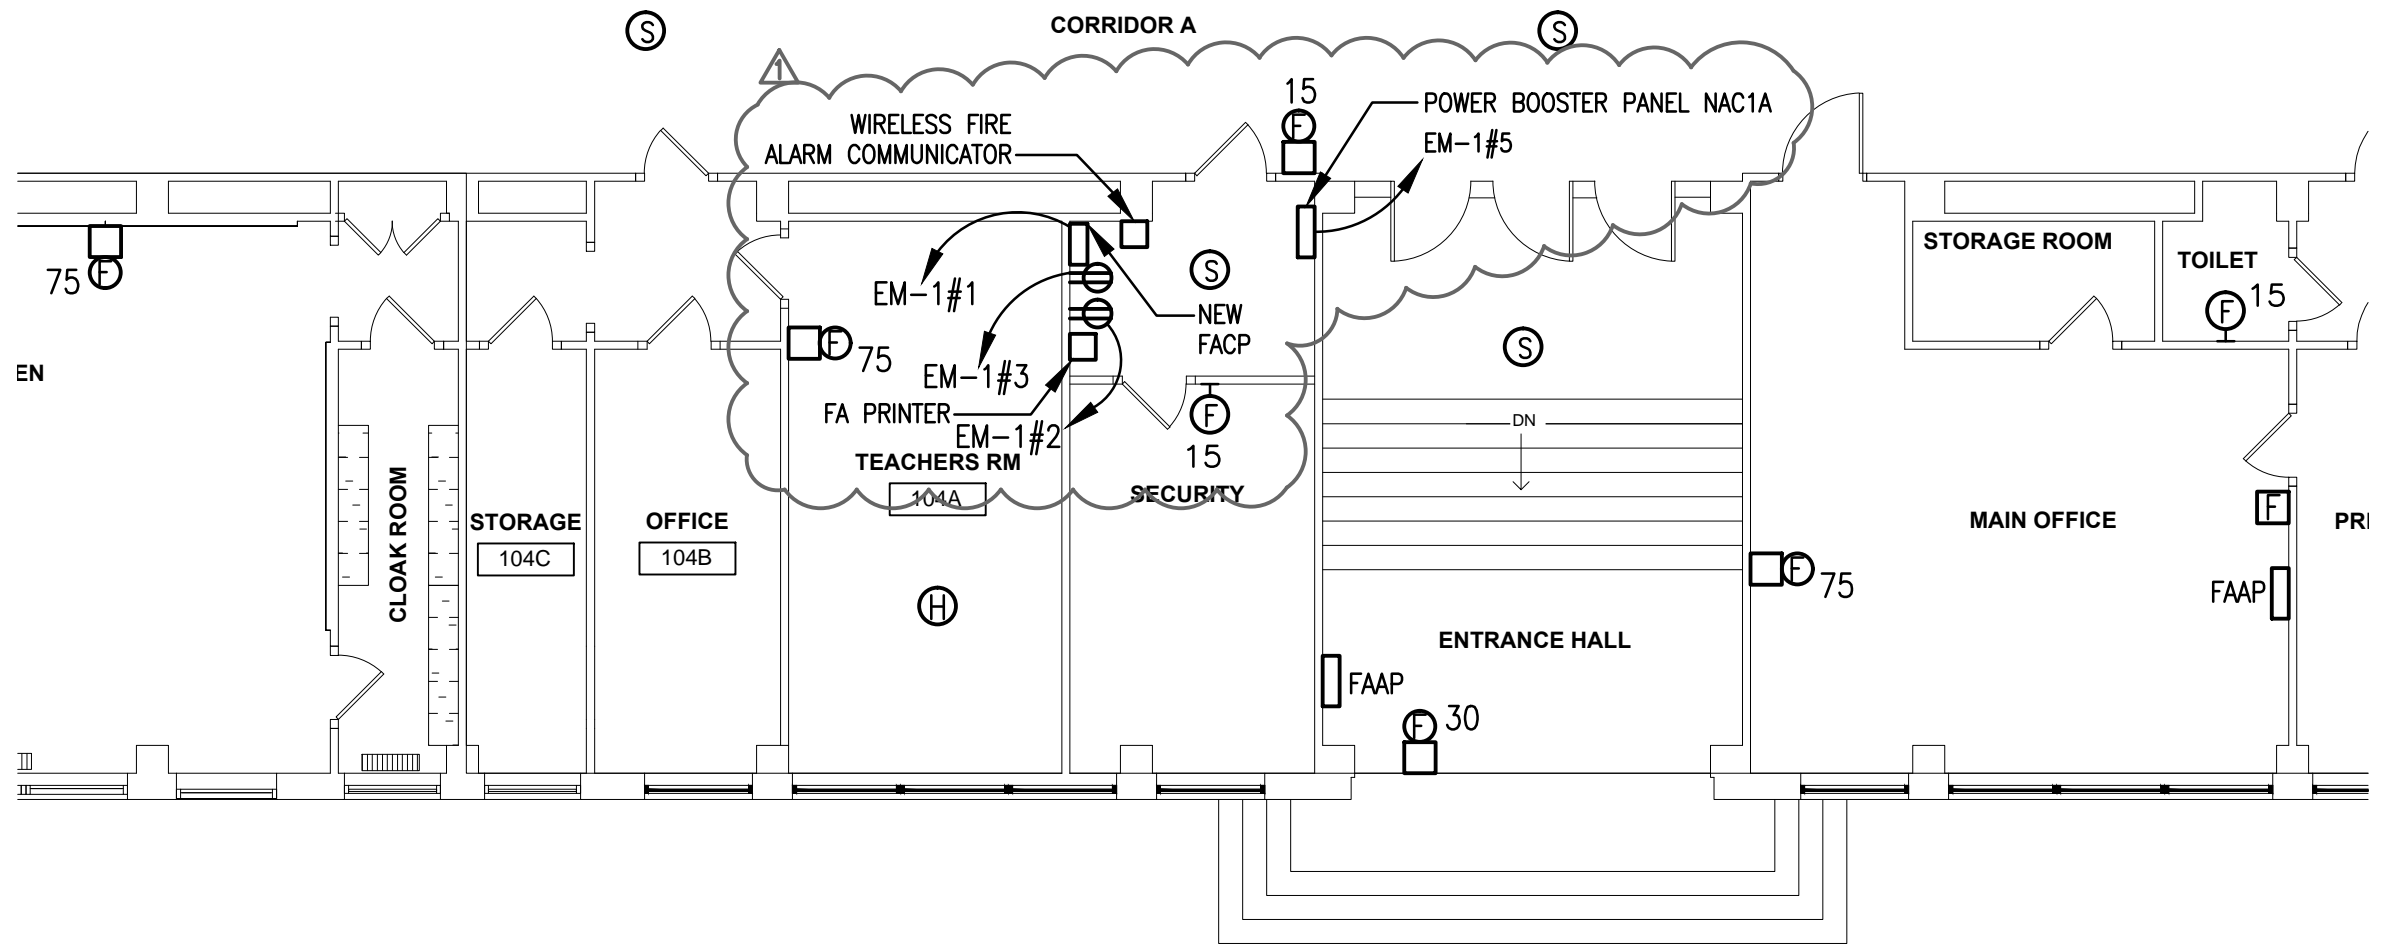 S
CORRIDOR A
S
1
15
F
POWER BOOSTER PANEL NAC1A
WIRELESS FIRE
ALARM COMMUNICATOR
EM-1#5
STORAGE ROOM
TOILET
75 F
S
EM-1#1
F 15
NEW
FACP
F 75
S
EN
EM-1#3
FA PRINTER
F
15
EM-1#2
DN
TEACHERS RM
104A
SECURITY
CLOAK ROOM
STORAGE
104C
OFFICE
104B
MAIN OFFICE
F
PRI
F 75
FAAP
H
ENTRANCE HALL
FAAP
F 30